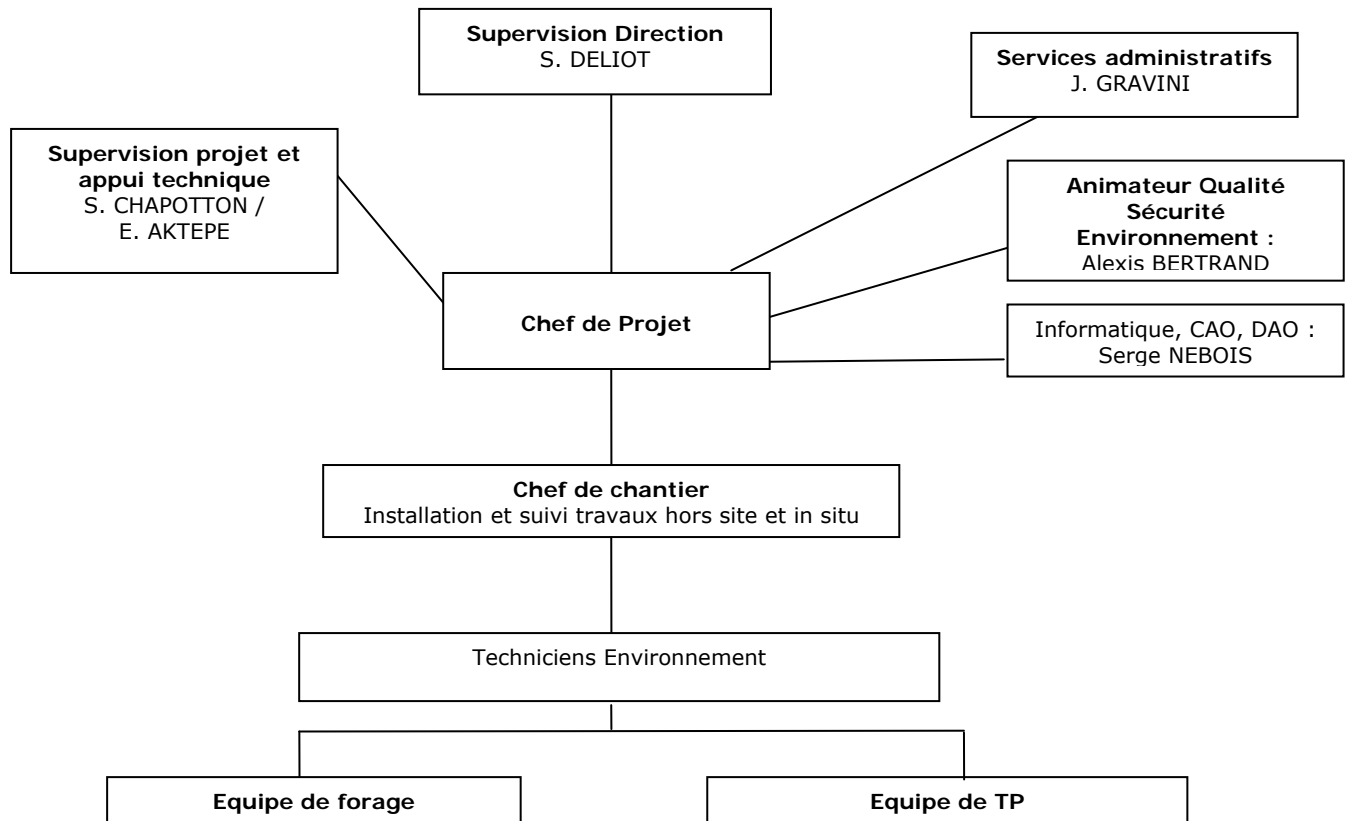 Supervision Direction
S. DELIOT
Services administratifs
J. GRAVINI
Supervision projet et
appui technique
S. CHAPOTTON /
E. AKTEPE
Animateur Qualité
Sécurité
Environnement :
Alexis BERTRAND
Chef de Projet
Informatique, CAO, DAO :
Serge NEBOIS
Chef de chantier
Installation et suivi travaux hors site et in situ
Techniciens Environnement
Equipe de forage
Equipe de TP